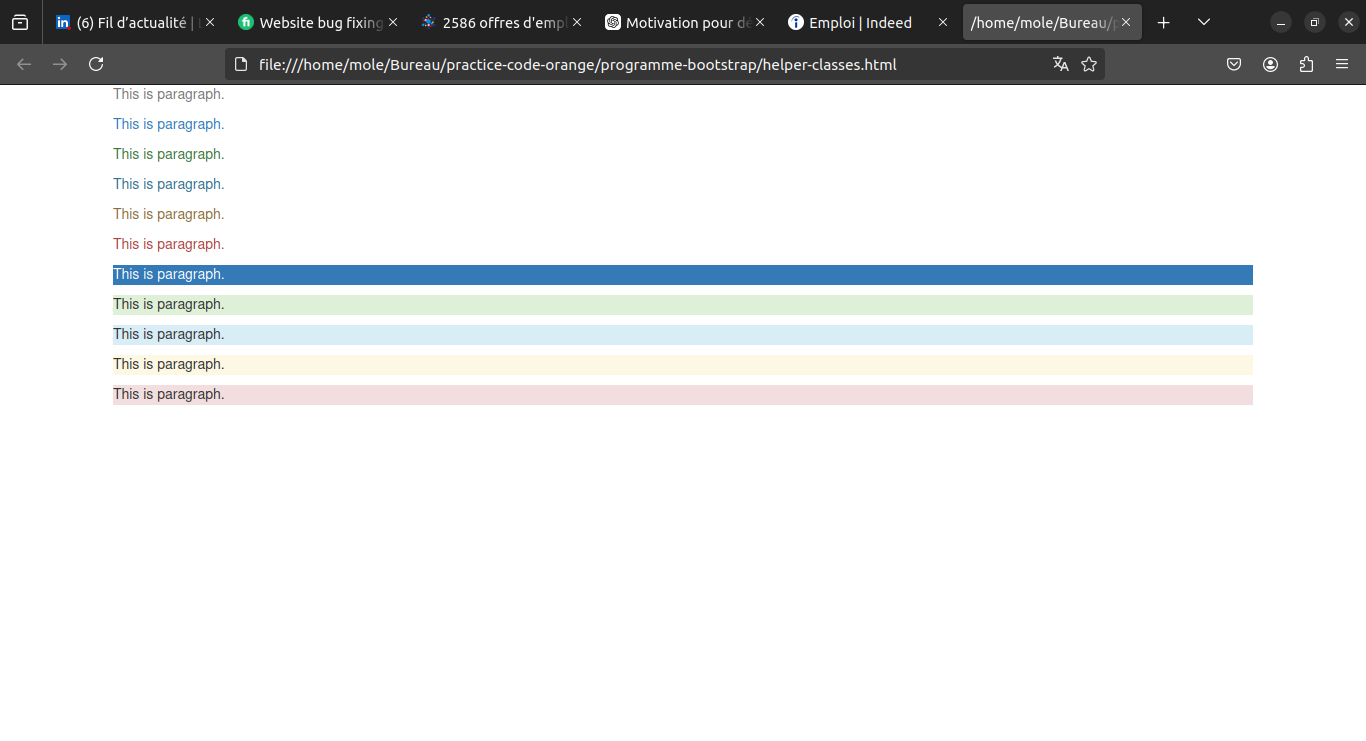 (6) Fil d'actualité | L
Website bug fixing
2586 offres d'empl
Motivation pour dé
Emploi | Indeed
/home/mole/Bureau/p
file:///home/mole/Bureau/practice-code-orange/programme-bootstrap/helper-classes.html
This is paragraph.
This is paragraph.
This is paragraph.
This is paragraph.
This is paragraph.
This is paragraph.
This is paragraph.
This is paragraph.
This is paragraph.
This is paragraph.
This is paragraph.